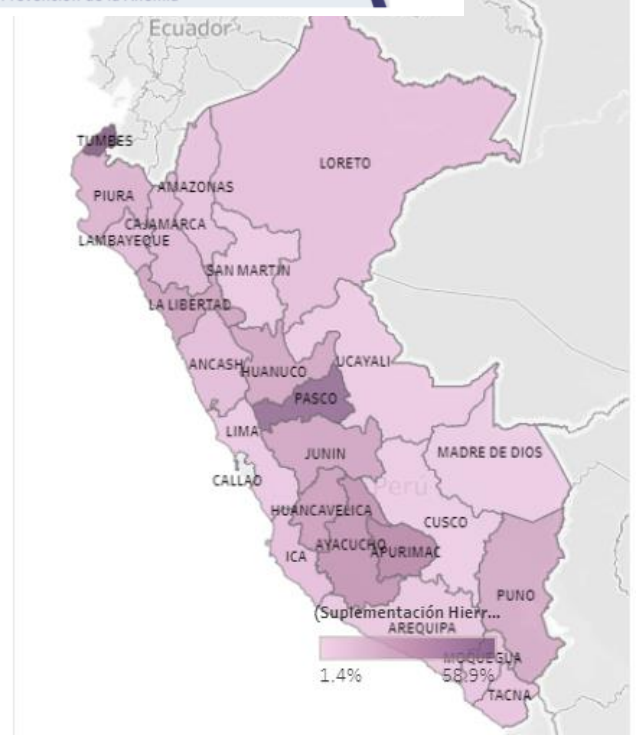 Ecuador
TUMBES
LORETO
PIURA
AMAZONAS
CAJAMARCA
LAMBAYEQUE
SAN MARTIN
LA LIBERTAD
ANCASH
HUANUCO
UCAYALI
PASCO
LIMA
JUNIN
MADRE DE DIOS
CALLAO
Perú
HUANCAVELICA
CUSCO
AYACUCHO
APURIMAC
ICA
PUNO
(Suplementación Hierr...
AREQUIPA
MOQUEGUA
1.4%
58.9%
TACNA